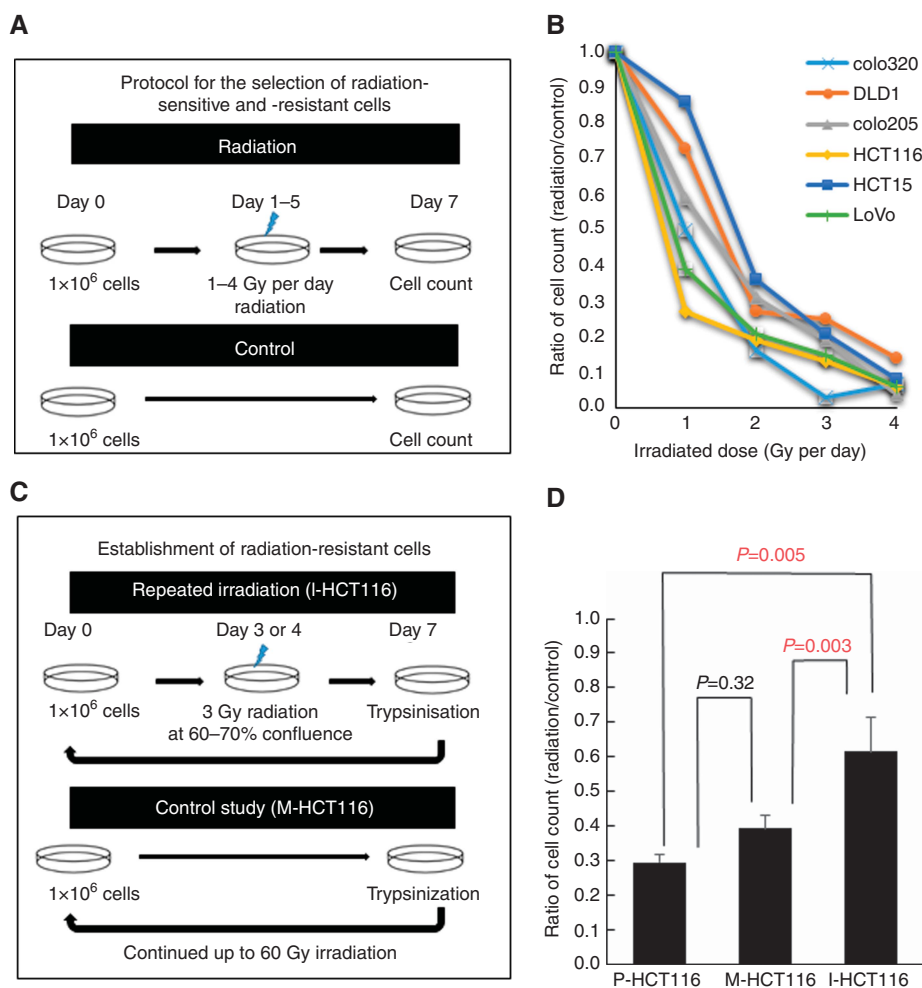 A
Protocol for the selection of radiation-
sensitive and -resistant cells
Radiation
Day 0
Day 1–5
Day 7
1×10⁶ cells
1–4 Gy per day
radiation
Cell count
Control
1×10⁶ cells
Cell count
B
Ratio of cell count (radiation/control)
1.0
0.9
0.8
0.7
0.6
0.5
0.4
0.3
0.2
0.1
0.0
0
1
2
3
4
Irradiated dose (Gy per day)
colo320
DLD1
colo205
HCT116
HCT15
LoVo
C
Establishment of radiation-resistant cells
Repeated irradiation (I-HCT116)
Day 0
Day 3 or 4
Day 7
1×10⁶ cells
3 Gy radiation
at 60–70% confluence
Trypsinisation
Control study (M-HCT116)
1×10⁶ cells
Trypsinization
Continued up to 60 Gy irradiation
D
Ratio of cell count (radiation/control)
1.0
0.9
0.8
0.7
0.6
0.5
0.4
0.3
0.2
0.1
0.0
P=0.005
P=0.003
P=0.32
P-HCT116
M-HCT116
I-HCT116